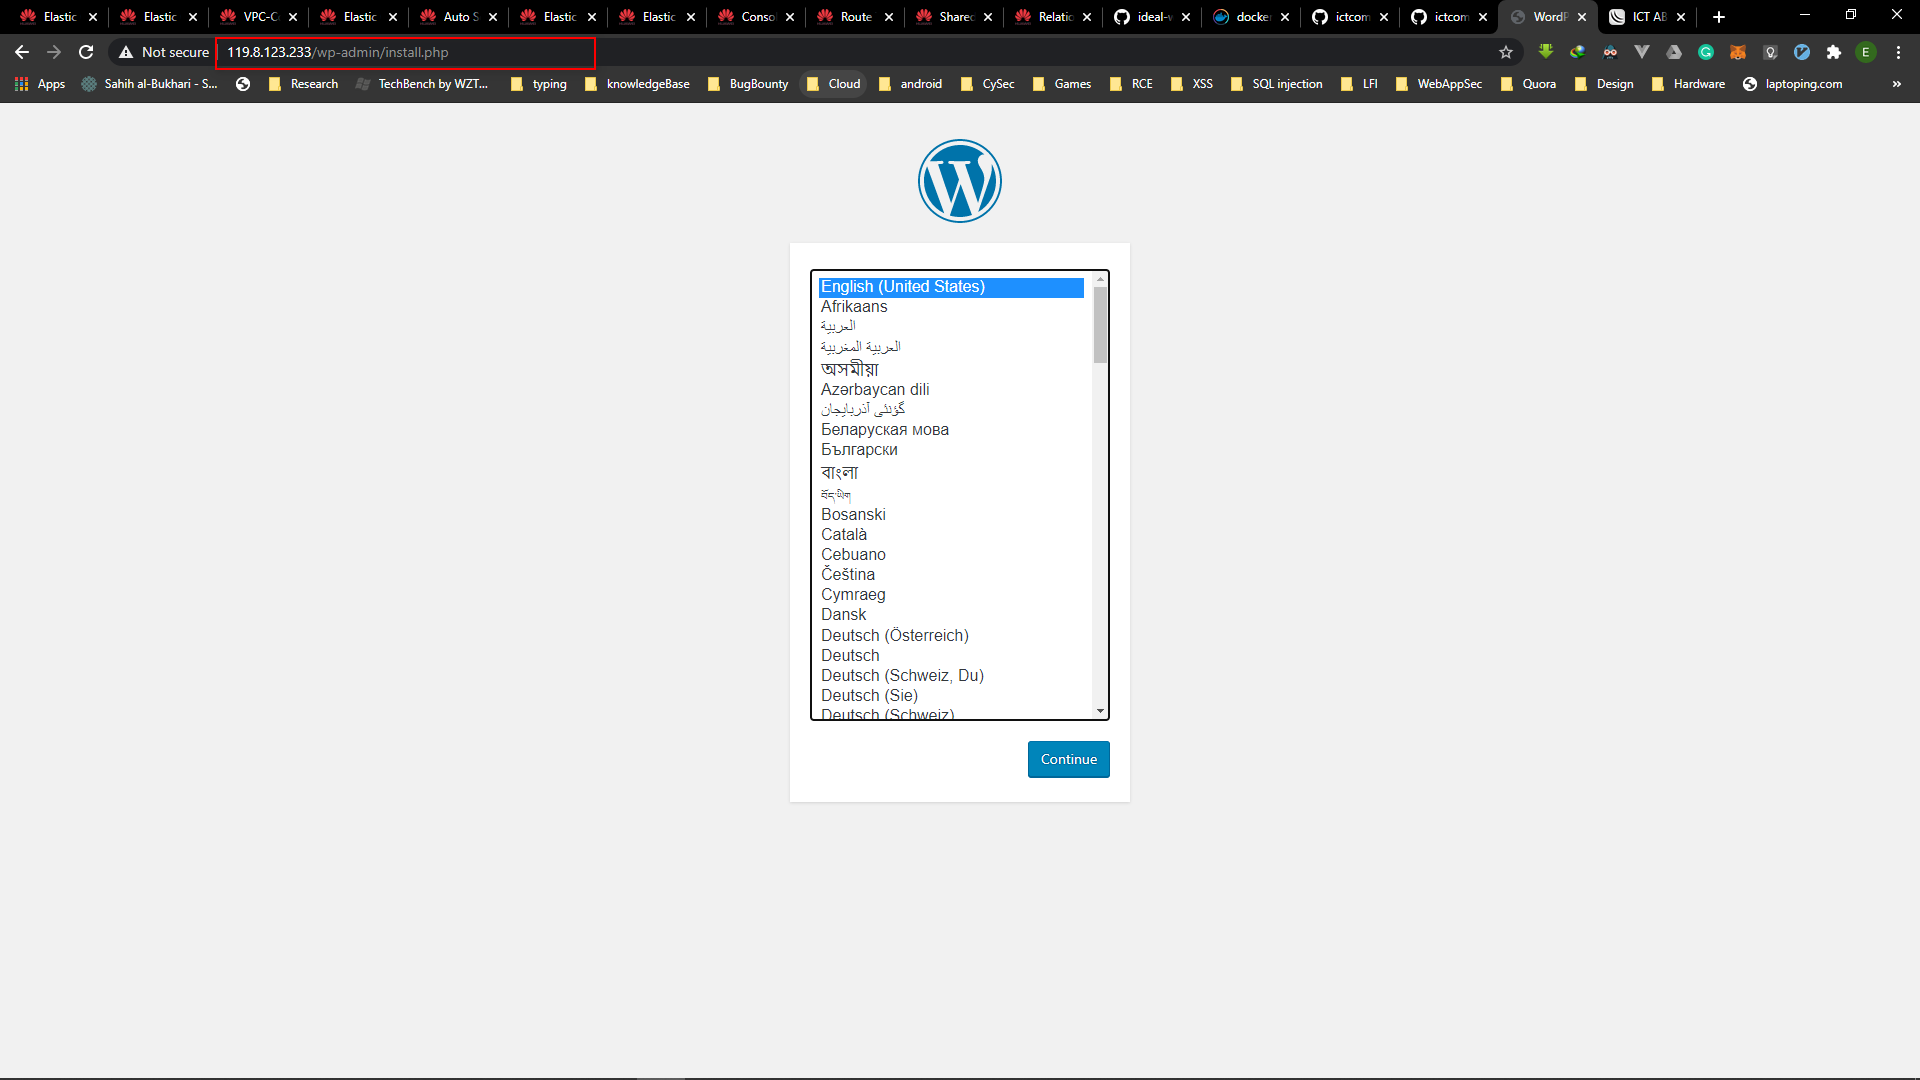 Elastic
Elastic
VPC-C
Elastic
Auto S
Elastic
Elastic
Conso
Route
Shared
Relatio
ideal-v
docke
ictcom
ictcom
WordP
ICT AB
Not secure
119.8.123.233/wp-admin/install.php
E
Apps
Sahih al-Bukhari - S...
Research
TechBench by WZT...
typing
knowledgeBase
BugBounty
Cloud
android
CySec
Games
RCE
XSS
SQL injection
LFI
WebAppSec
Quora
Design
Hardware
laptoping.com
»
English (United States)
Afrikaans
العربية
العربية المغربية
অসমীয়া
Azərbaycan dili
گؤنئی آذربایجان
Беларуская мова
Български
বাংলা
བོད་ཡིག
Bosanski
Català
Cebuano
Čeština
Cymraeg
Dansk
Deutsch (Österreich)
Deutsch
Deutsch (Schweiz, Du)
Deutsch (Sie)
Deutsch (Schweiz)
Continue